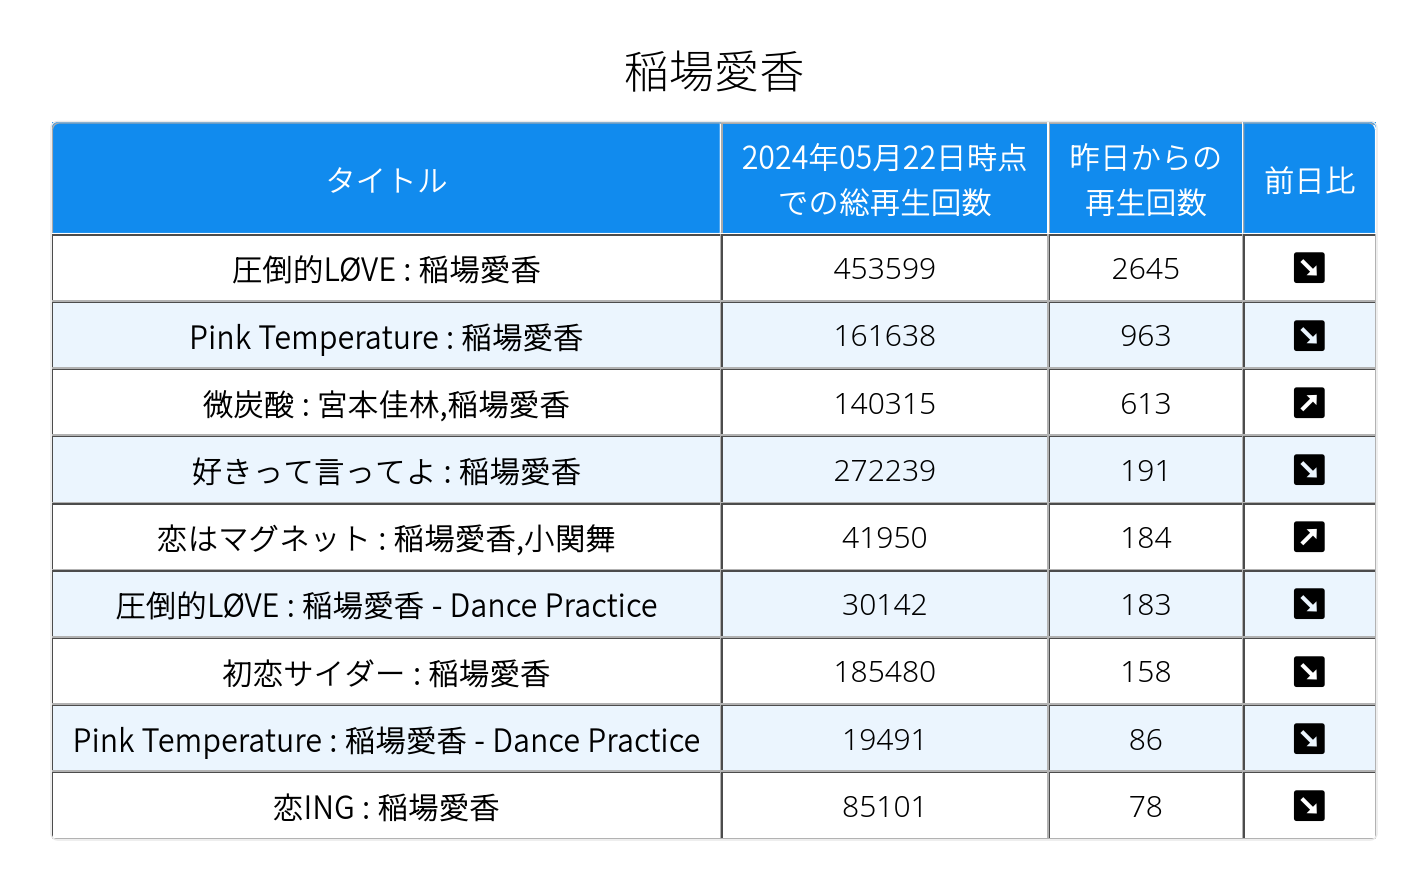 稲場愛香
タイトル
2024年05月22日時点
での総再生回数
昨日からの
再生回数
前日比
圧倒的LØVE : 稲場愛香 453599 2645 ↘
Pink Temperature : 稲場愛香 161638 963 ↘
微炭酸 : 宮本佳林,稲場愛香 140315 613 ↗
好きって言ってよ : 稲場愛香 272239 191 ↘
恋はマグネット : 稲場愛香,小関舞 41950 184 ↗
圧倒的LØVE : 稲場愛香 - Dance Practice 30142 183 ↘
初恋サイダー : 稲場愛香 185480 158 ↘
Pink Temperature : 稲場愛香 - Dance Practice 19491 86 ↘
恋ING : 稲場愛香 85101 78 ↘